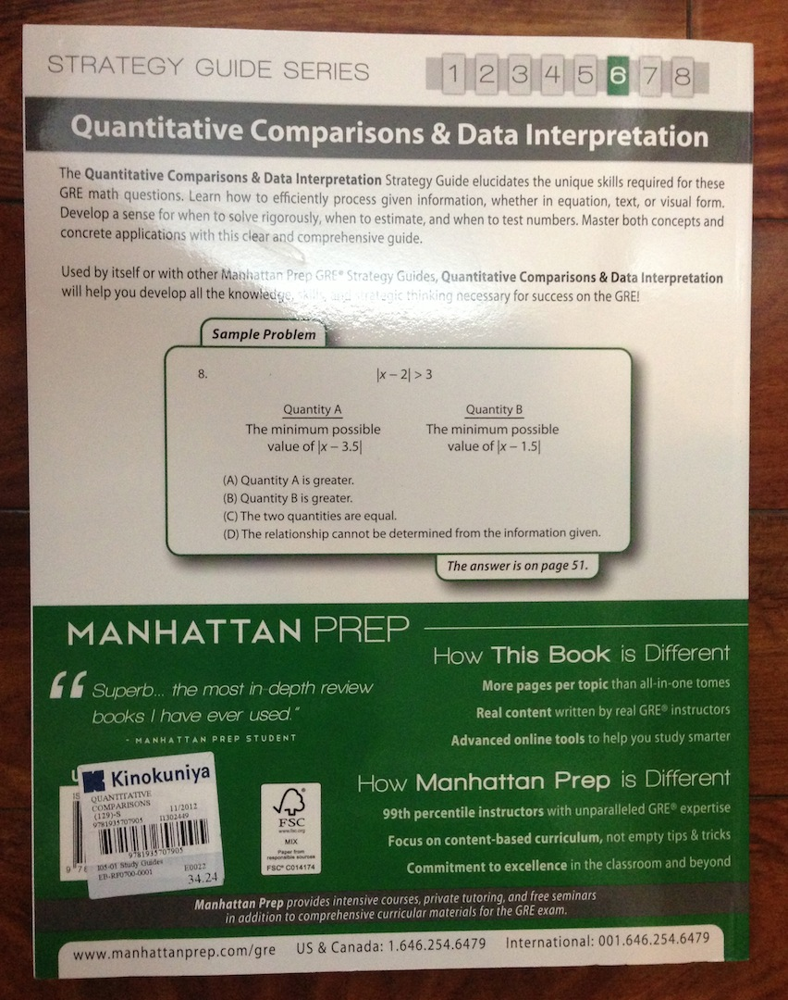 STRATEGY GUIDE SERIES
1 2 3 4 5 6 7 8
Quantitative Comparisons & Data Interpretation
The Quantitative Comparisons & Data Interpretation Strategy Guide elucidates the unique skills required for these
GRE math questions. Learn how to efficiently process given information, whether in equation, text, or visual form.
Develop a sense for when to solve rigorously, when to estimate, and when to test numbers. Master both concepts and
concrete applications with this clear and comprehensive guide.
Used by itself or with other Manhattan Prep GRE® Strategy Guides, Quantitative Comparisons & Data Interpretation
will help you develop all the knowledge, skills, and strategic thinking necessary for success on the GRE!
Sample Problem
8. |x – 2| > 3
Quantity A Quantity B
The minimum possible The minimum possible
value of |x – 3.5| value of |x – 1.5|
(A) Quantity A is greater.
(B) Quantity B is greater.
(C) The two quantities are equal.
(D) The relationship cannot be determined from the information given.
The answer is on page 51.
MANHATTAN PREP
“Superb... the most in-depth review
books I have ever used.”
- MANHATTAN PREP STUDENT
How This Book is Different
More pages per topic than all-in-one tomes
Real content written by real GRE® instructors
Advanced online tools to help you study smarter
How Manhattan Prep is Different
99th percentile instructors with unparalleled GRE® expertise
Focus on content-based curriculum, not empty tips & tricks
Commitment to excellence in the classroom and beyond
Kinokuniya
QUANTITATIVE
COMPARISONS 11/2012
(129)-S
9781935707905 I1302449
9781935707905
105-01 Study Guides E0022
EB-RF0700-0001 34.24
9 78
FSC
www.fsc.org
MIX
Paper from
responsible sources
FSC® C014174
Manhattan Prep provides intensive courses, private tutoring, and free seminars
in addition to comprehensive curricular materials for the GRE exam.
www.manhattanprep.com/gre US & Canada: 1.646.254.6479 International: 001.646.254.6479